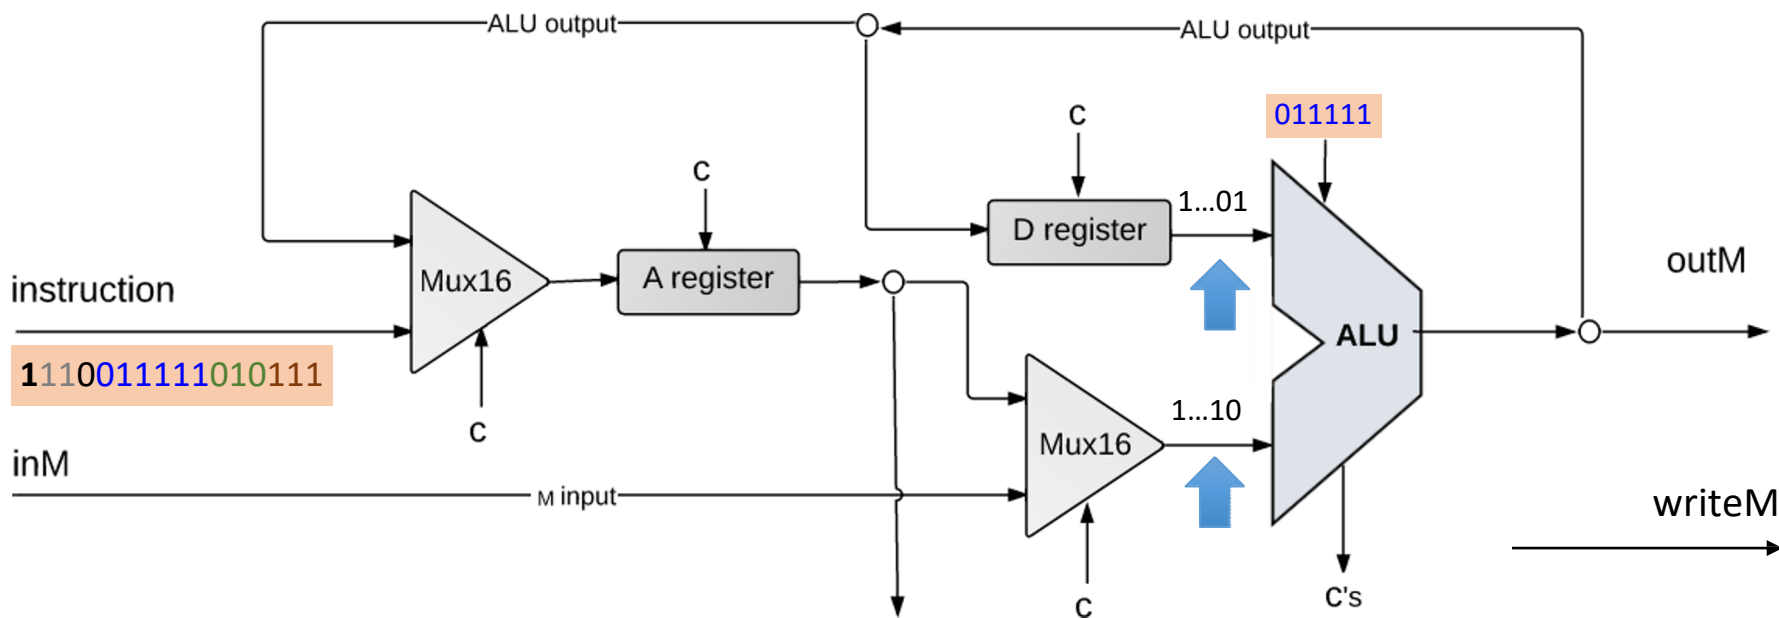 ALU output
ALU output
011111
c
c
1...01
D register
outM
Mux16
A register
instruction
ALU
1110011111010111
1...10
c
Mux16
inM
M input
writeM
c's
c